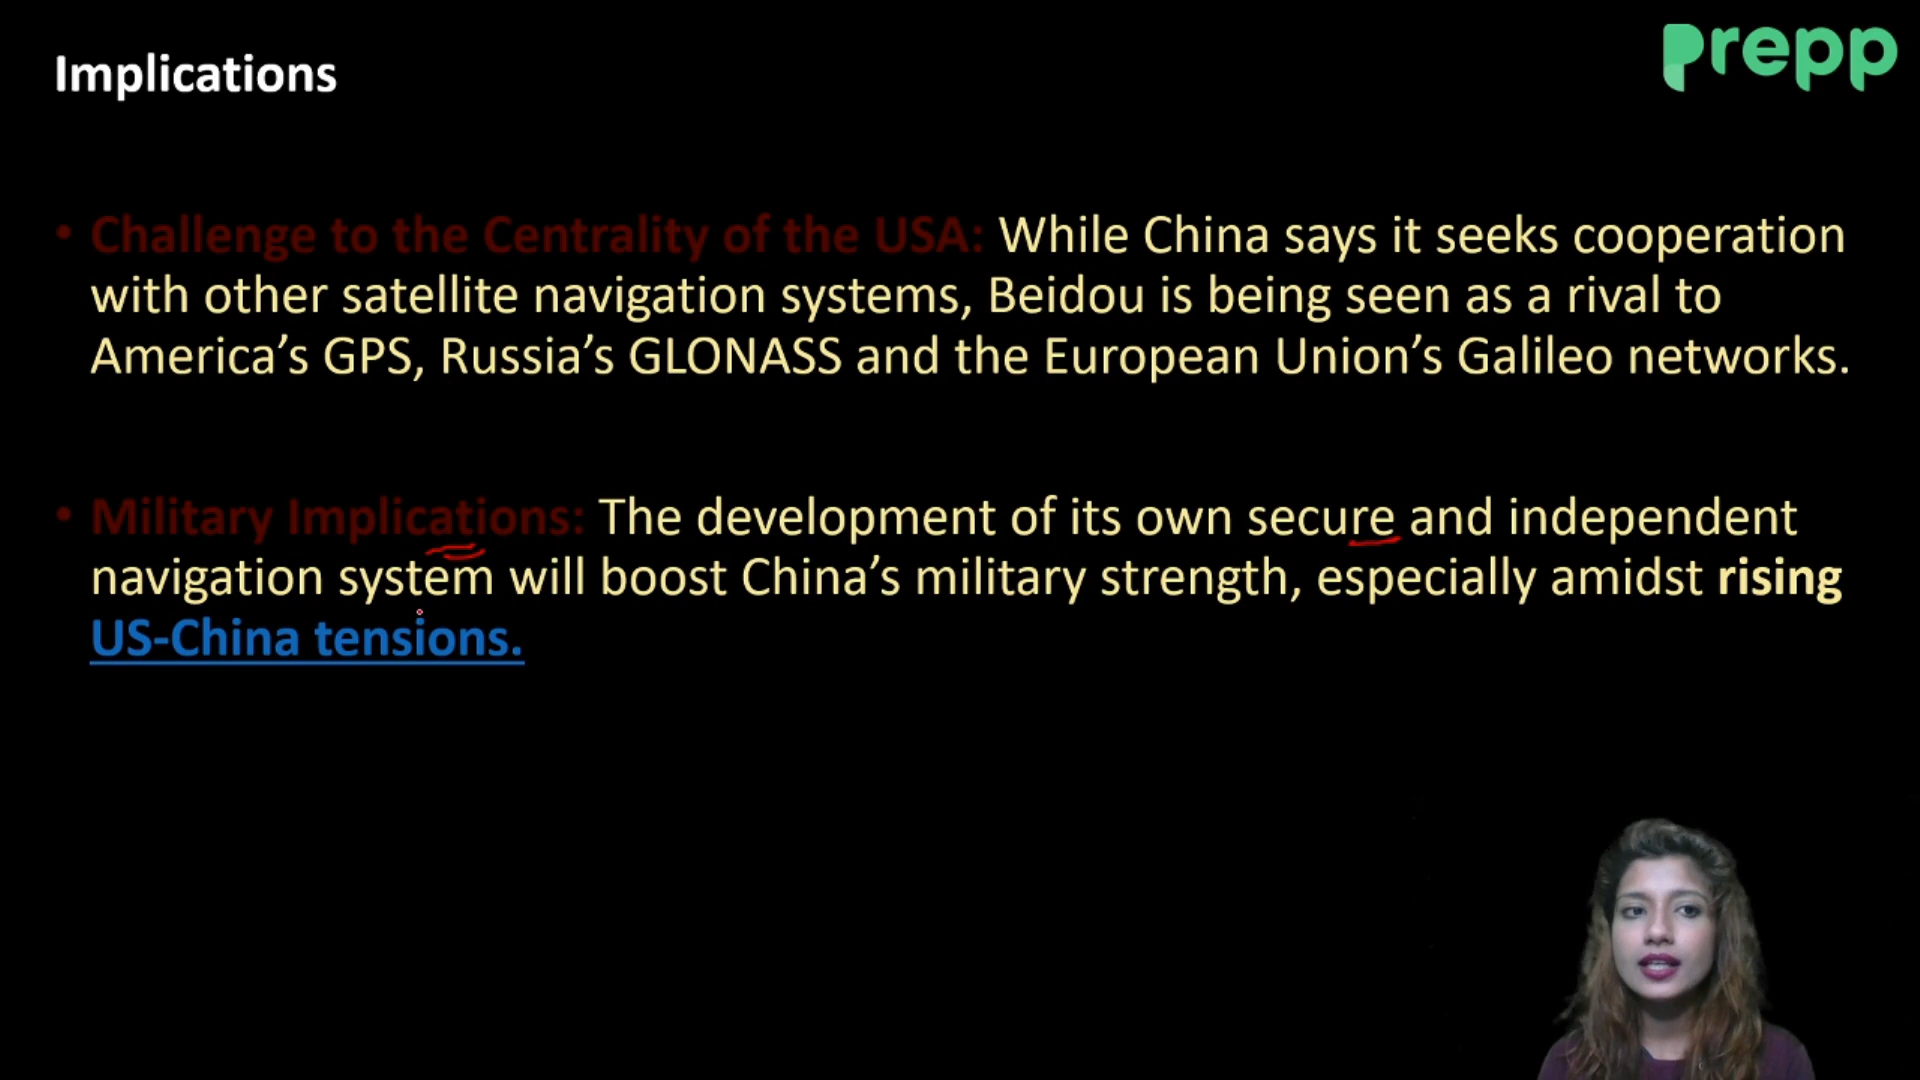 Implications
prepp
• Challenge to the Centrality of the USA: While China says it seeks cooperation
with other satellite navigation systems, Beidou is being seen as a rival to
America’s GPS, Russia’s GLONASS and the European Union’s Galileo networks.
• Military Implications: The development of its own secure and independent
navigation system will boost China’s military strength, especially amidst rising
US-China tensions.